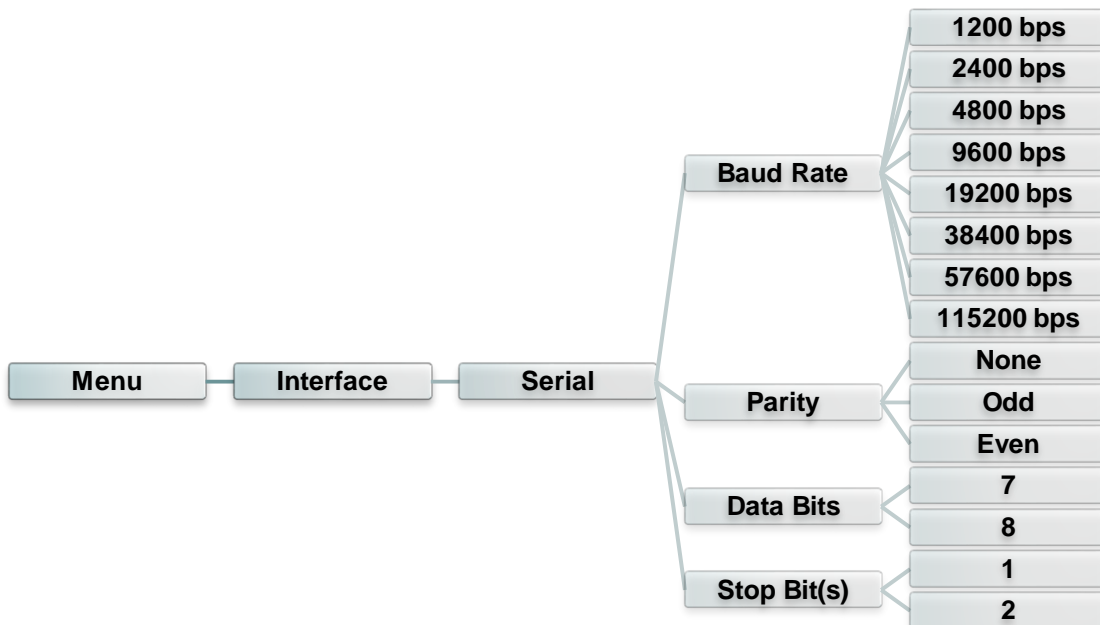 Menu
Interface
Serial
Baud Rate
1200 bps
2400 bps
4800 bps
9600 bps
19200 bps
38400 bps
57600 bps
115200 bps
Parity
None
Odd
Even
Data Bits
7
8
Stop Bit(s)
1
2